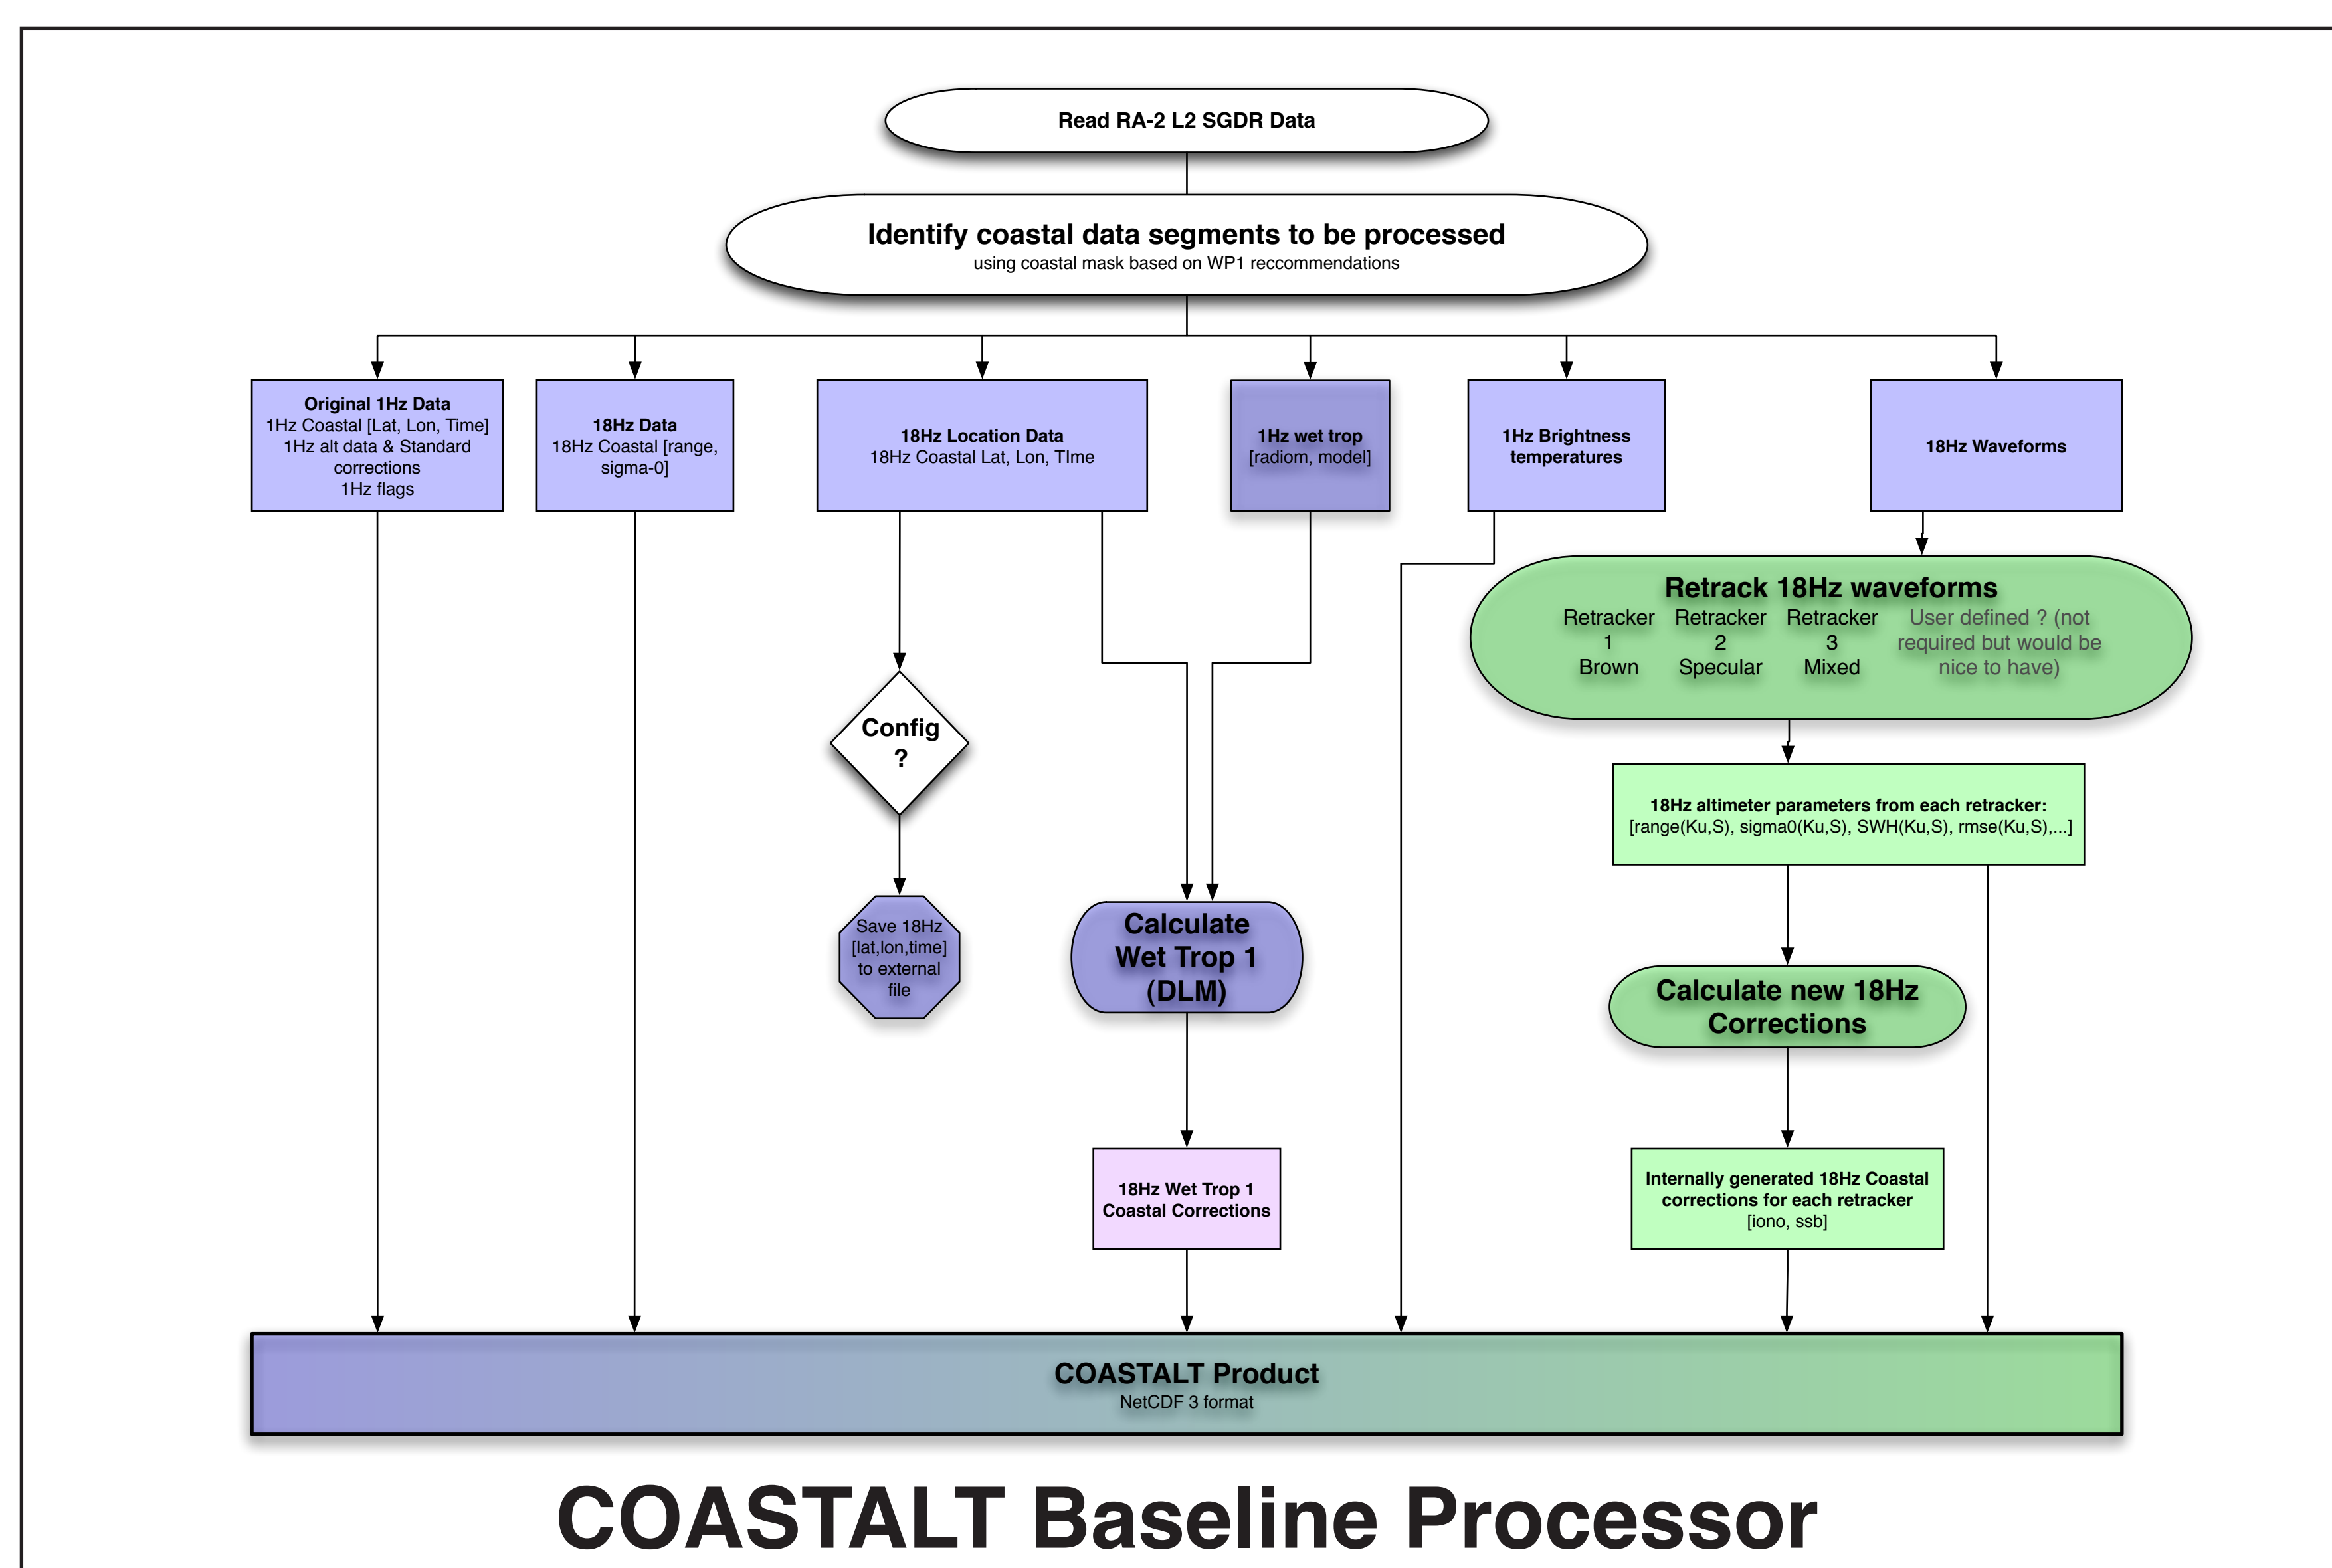 Read RA-2 L2 SGDR Data
Identify coastal data segments to be processed
using coastal mask based on WP1 reccommendations
Original 1Hz Data
1Hz Coastal [Lat, Lon, Time]
1Hz alt data & Standard
corrections
1Hz flags
18Hz Data
18Hz Coastal [range,
sigma-0]
18Hz Location Data
18Hz Coastal Lat, Lon, TIme
1Hz wet trop
[radiom, model]
1Hz Brightness
temperatures
18Hz Waveforms
Retrack 18Hz waveforms
Retracker
1
Brown
Retracker
2
Specular
Retracker
3
Mixed
User defined ? (not
required but would be
nice to have)
Config
?
18Hz altimeter parameters from each retracker:
[range(Ku,S), sigma0(Ku,S), SWH(Ku,S), rmse(Ku,S),...]
Save 18Hz
[lat,lon,time]
to external
file
Calculate
Wet Trop 1
(DLM)
Calculate new 18Hz
Corrections
18Hz Wet Trop 1
Coastal Corrections
Internally generated 18Hz Coastal
corrections for each retracker
[iono, ssb]
COASTALT Product
NetCDF 3 format
COASTALT Baseline Processor